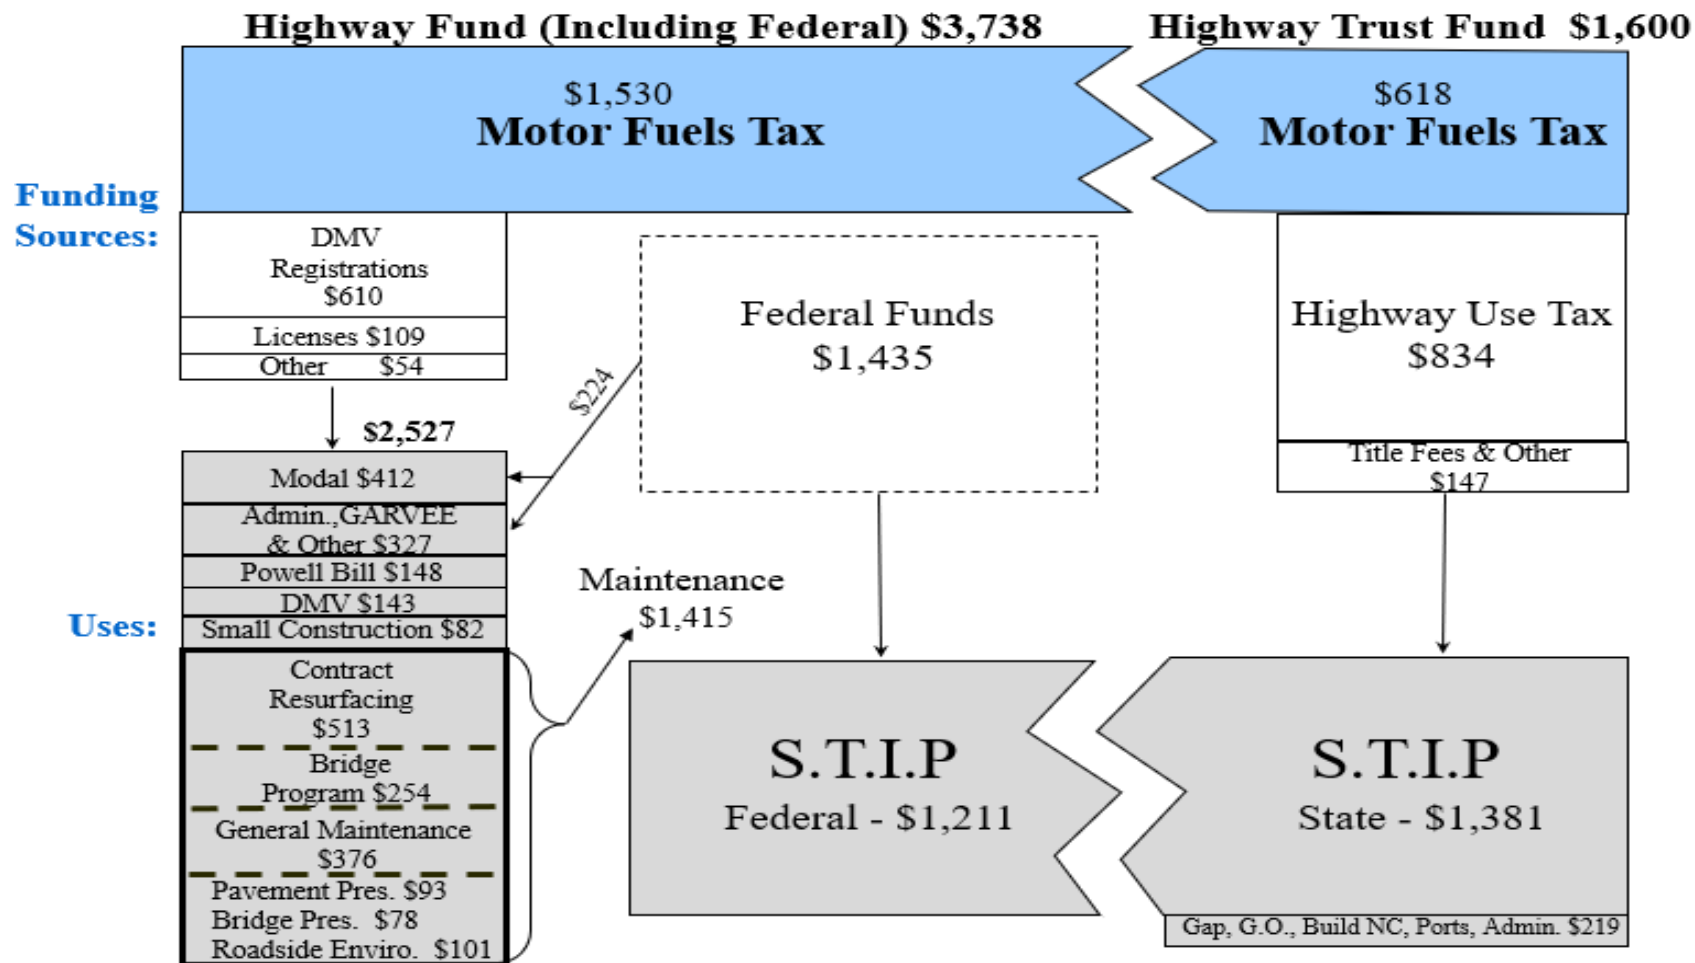 Highway Fund (Including Federal) $3,738
Highway Trust Fund $1,600
$1,530
Motor Fuels Tax
$618
Motor Fuels Tax
Funding
Sources:
DMV
Registrations
$610
Licenses $109
Other $54
Federal Funds
$1,435
Highway Use Tax
$834
Title Fees & Other
$147
$224
$2,527
Uses:
Modal $412
Admin.,GARVEE
& Other $327
Powell Bill $148
DMV $143
Small Construction $82
Contract
Resurfacing
$513
Bridge
Program $254
General Maintenance
$376
Pavement Pres. $93
Bridge Pres. $78
Roadside Enviro. $101
Maintenance
$1,415
S.T.I.P
Federal - $1,211
S.T.I.P
State - $1,381
Gap, G.O., Build NC, Ports, Admin. $219